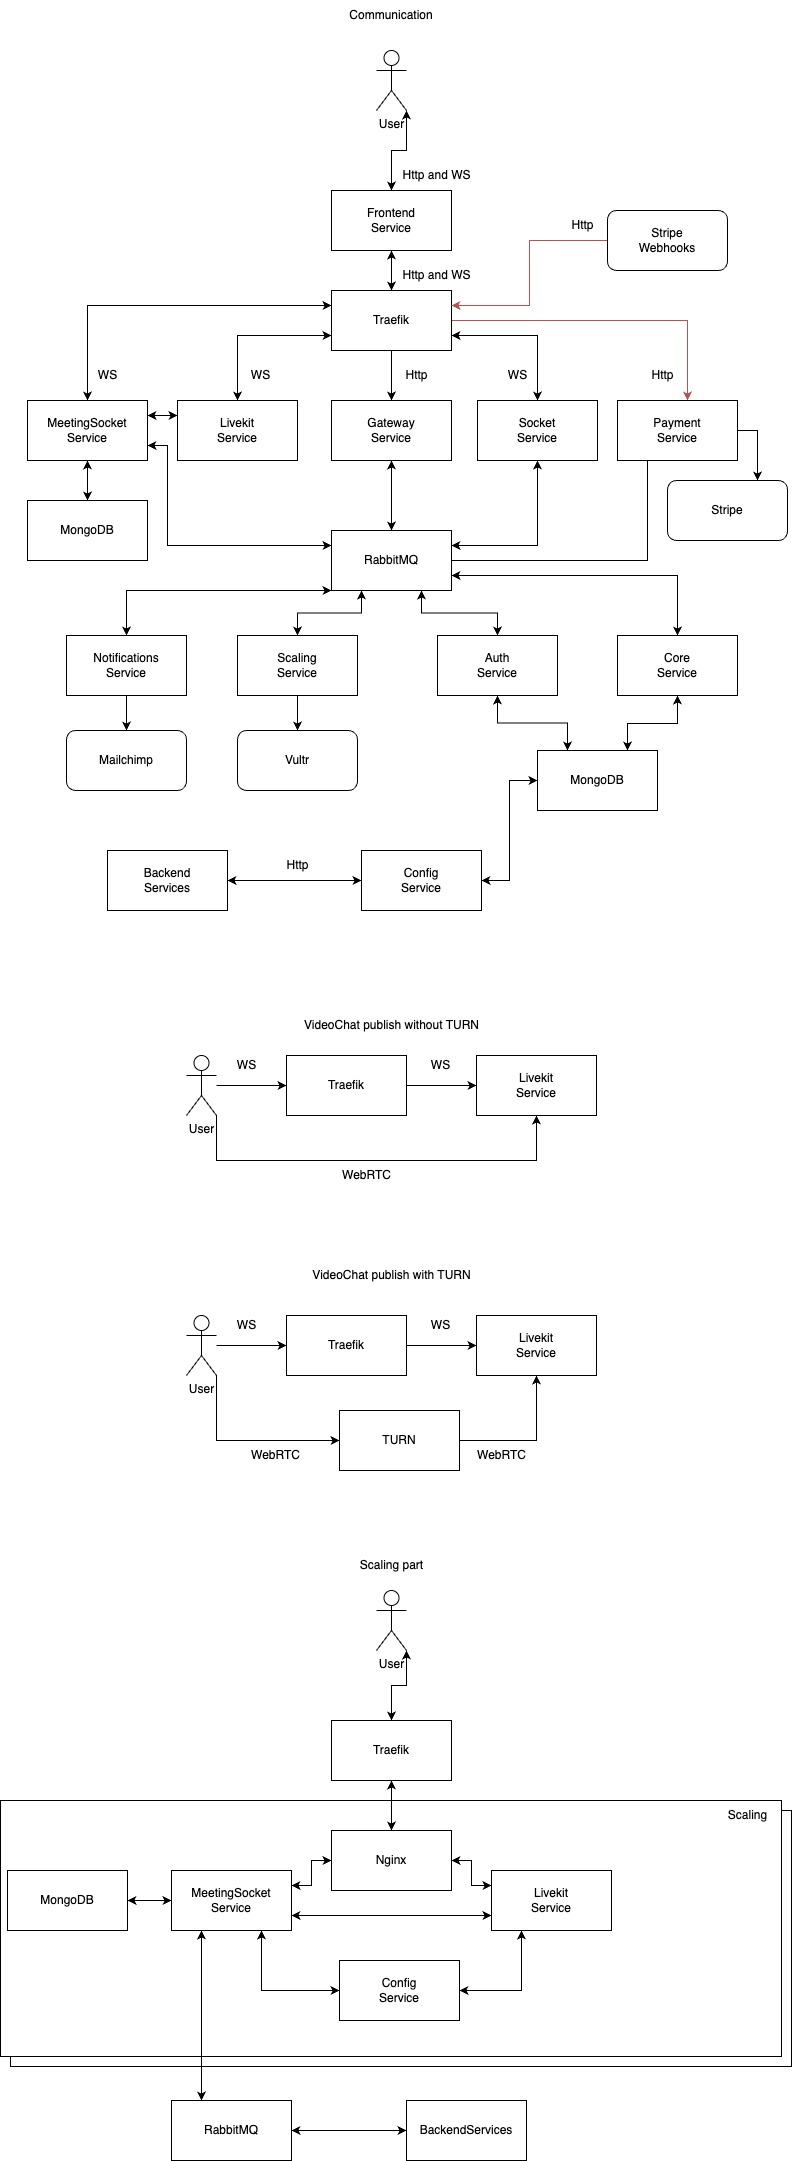 Communication
User
Http and WS
Frontend
Service
Http
Stripe
Webhooks
Http and WS
Traefik
WS
WS
Http
WS
Http
MeetingSocket
Service
Livekit
Service
Gateway
Service
Socket
Service
Payment
Service
MongoDB
Stripe
RabbitMQ
Notifications
Service
Scaling
Service
Auth
Service
Core
Service
Mailchimp
Vultr
MongoDB
Backend
Services
Http
Config
Service
VideoChat publish without TURN
WS
WS
Traefik
Livekit
Service
User
WebRTC
VideoChat publish with TURN
WS
WS
Traefik
Livekit
Service
User
TURN
WebRTC
WebRTC
Scaling part
User
Traefik
Scaling
Nginx
MongoDB
MeetingSocket
Service
Livekit
Service
Config
Service
RabbitMQ
BackendServices